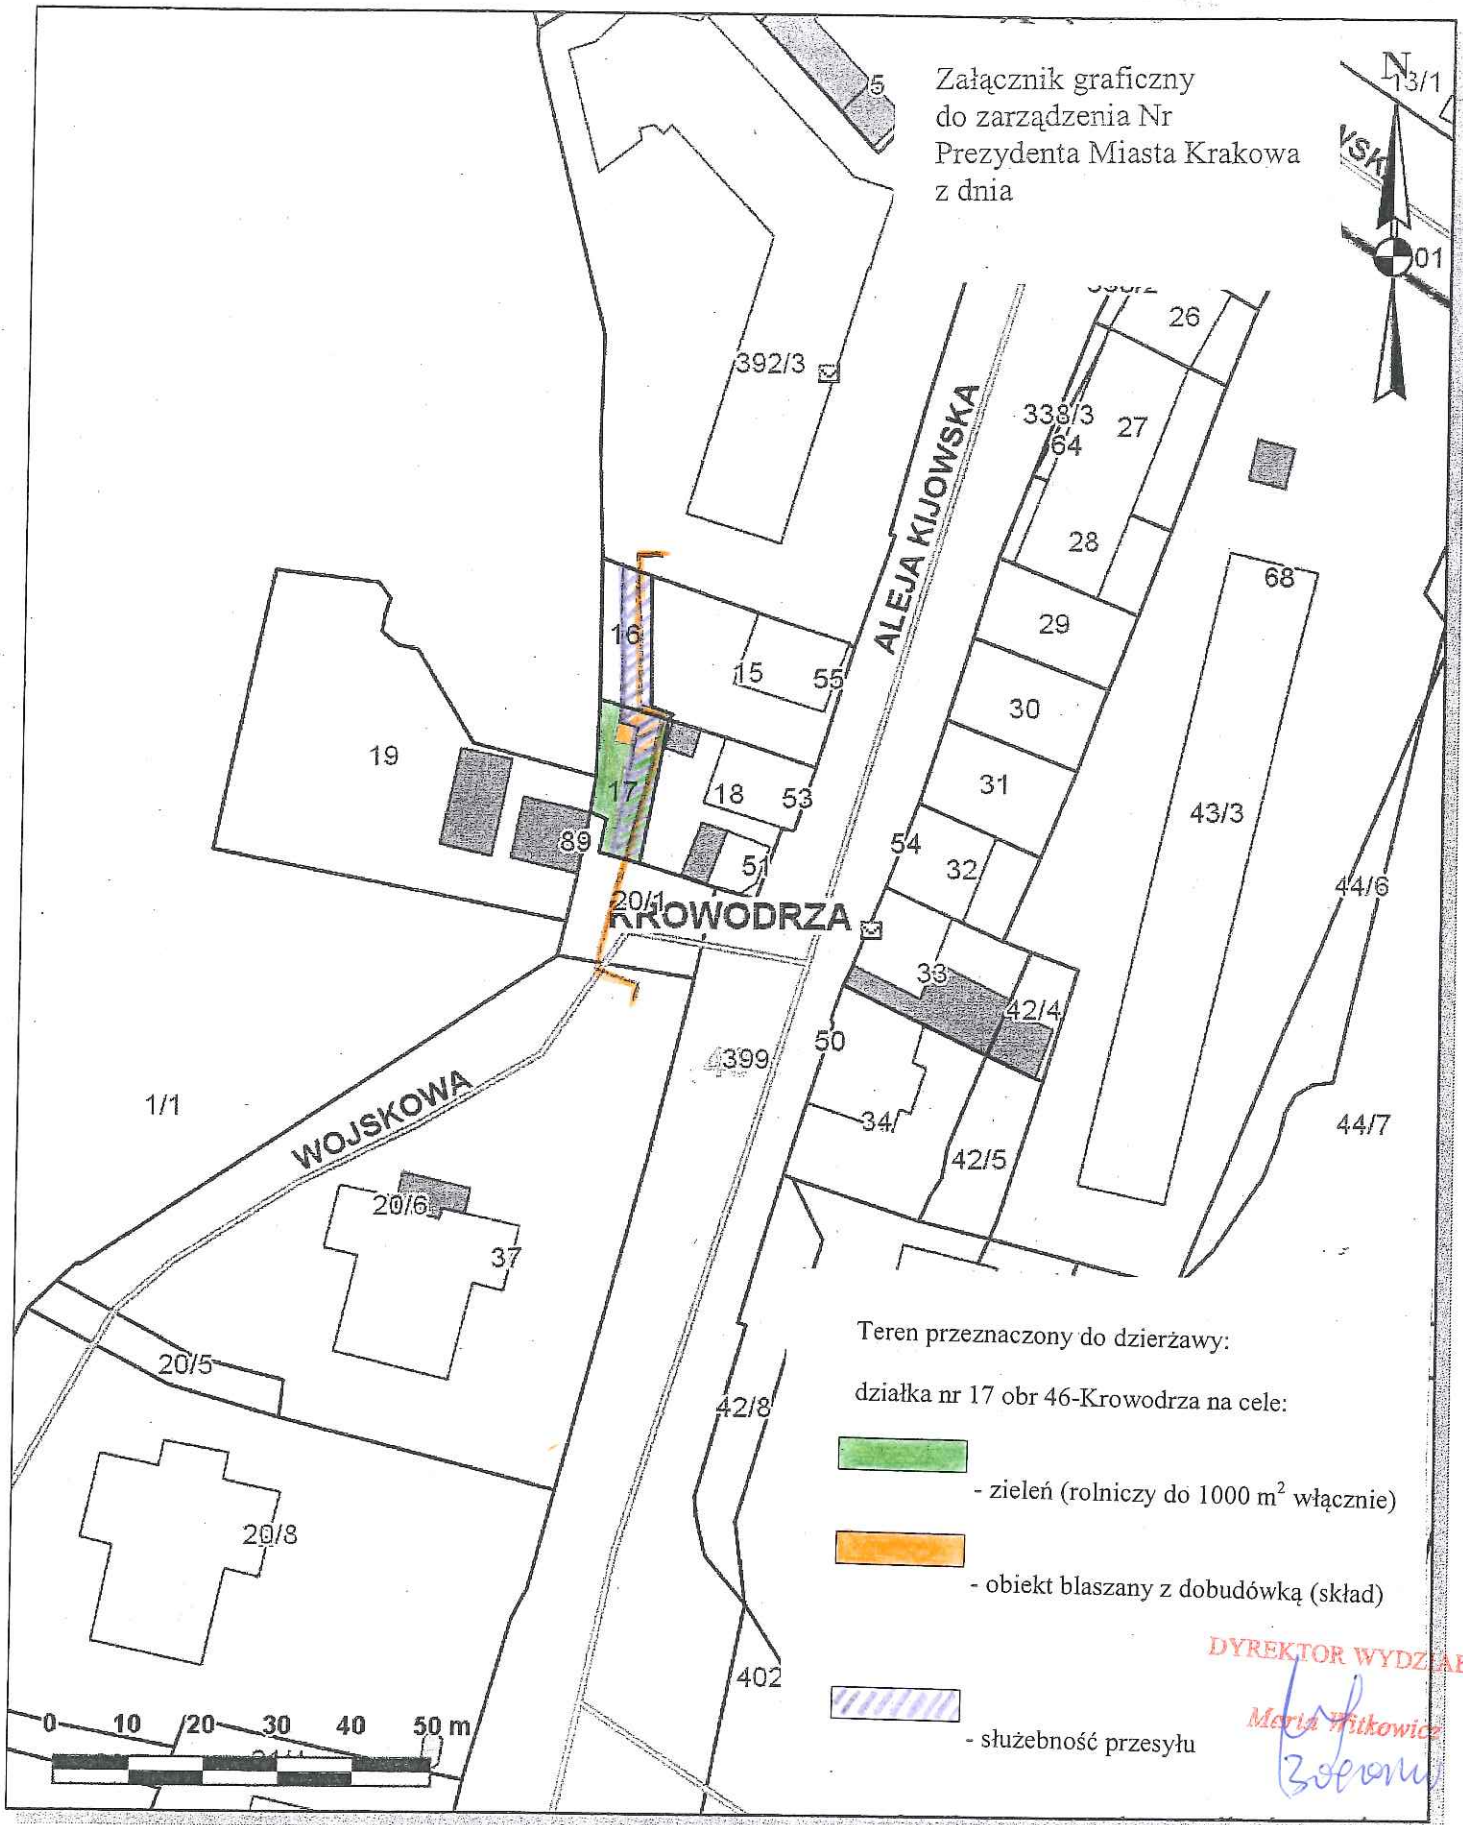 Załącznik graficzny
do zarządzenia Nr
Prezydenta Miasta Krakowa
z dnia
N
13/1
5
01
26
392/3
338/3
64
27
ALEJA KIJOWSKA
28
68
16
29
15
55
30
19
17
18
53
31
43/3
89
51
54
32
44/6
20/1
KROWODRZA
33
42/4
399
50
1/1
WOJSKOWA
34
44/7
42/5
20/6
37
20/5
42/8
20/8
402
Teren przeznaczony do dzierżawy:
działka nr 17 obr 46-Krowodrza na cele:
- zieleń (rolniczy do 1000 m² włącznie)
- obiekt blaszany z dobudówką (skład)
- służebność przesyłu
DYREKTOR
Witkowicz
0 10 20 30 40 50 m